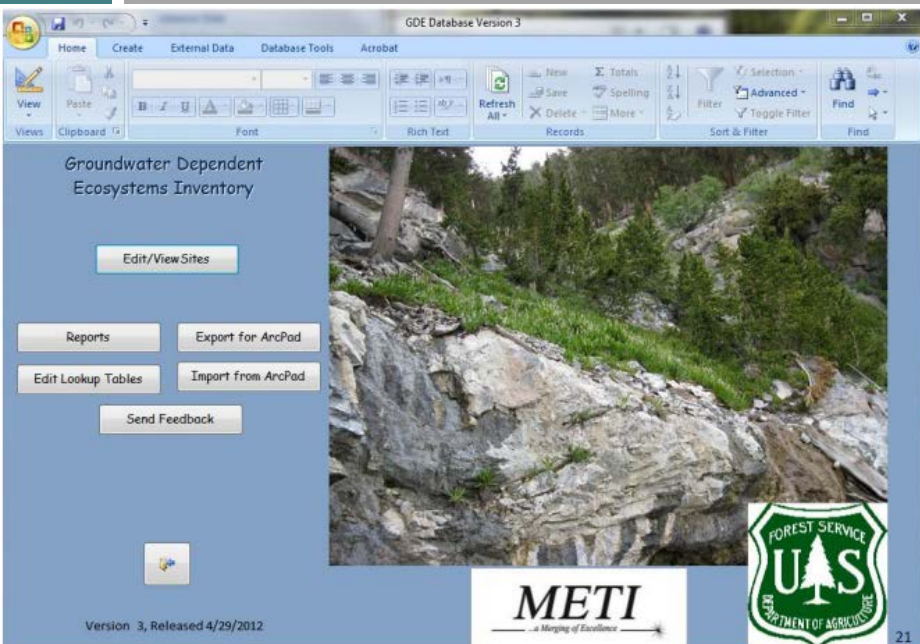 GDE Database Version 3
Home Create External Data Database Tools Acrobat
View
Paste
B I U
Refresh All
New
Save
Delete
Σ Totals
Spelling
More
Filter
Selection
Advanced
Toggle Filter
Find
Views Clipboard Font Rich Text Records Sort & Filter Find
Groundwater Dependent
Ecosystems Inventory
Edit/View Sites
Reports
Export for ArcPad
Edit Lookup Tables
Import from ArcPad
Send Feedback
Version 3, Released 4/29/2012
METI
a Merging of Excellence
FOREST SERVICE
U S
DEPARTMENT OF AGRICULTURE
21